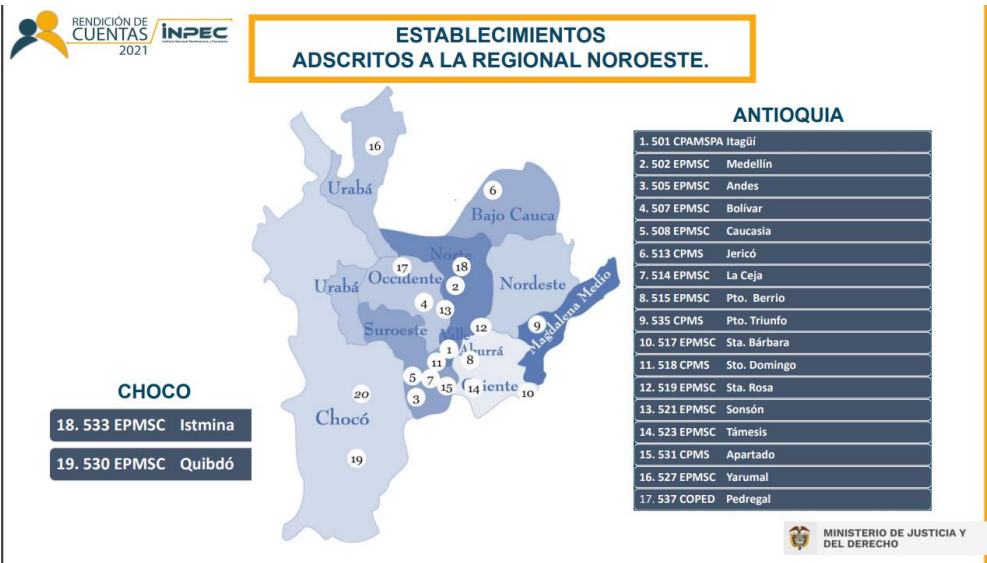 RENDICIÓN DE
CUENTAS
2021
INPEC
ESTABLECIMIENTOS
ADSCRITOS A LA REGIONAL NOROESTE.
ANTIOQUIA
1. 501 CPAMSPA Itagüí
2. 502 EPMSC Medellín
3. 505 EPMSC Andes
4. 507 EPMSC Bolívar
5. 508 EPMSC Caucasia
6. 513 CPMS Jericó
7. 514 EPMSC La Ceja
8. 515 EPMSC Pto. Berrio
9. 535 CPMS Pto. Triunfo
10. 517 EPMSC Sta. Bárbara
11. 518 CPMS Sto. Domingo
12. 519 EPMSC Sta. Rosa
13. 521 EPMSC Sonsón
14. 523 EPMSC Támesis
15. 531 CPMS Apartado
16. 527 EPMSC Yarumal
17. 537 COPED Pedregal
16
Urabá
6
Bajo Cauca
Norte
17
18
Occidente
Urabá
2
Nordeste
Magdalena Medio
4
13
Suroeste
Valle
12
9
1
Aburrá
11
8
5
7
15
14
Oriente
10
3
20
Chocó
19
CHOCO
18. 533 EPMSC Istmina
19. 530 EPMSC Quibdó
MINISTERIO DE JUSTICIA Y
DEL DERECHO